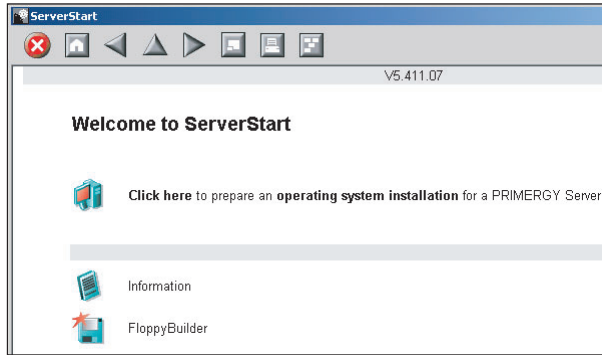 ServerStart
V5.411.07
Welcome to ServerStart
Click here to prepare an operating system installation for a PRIMERGY Server
Information
FloppyBuilder